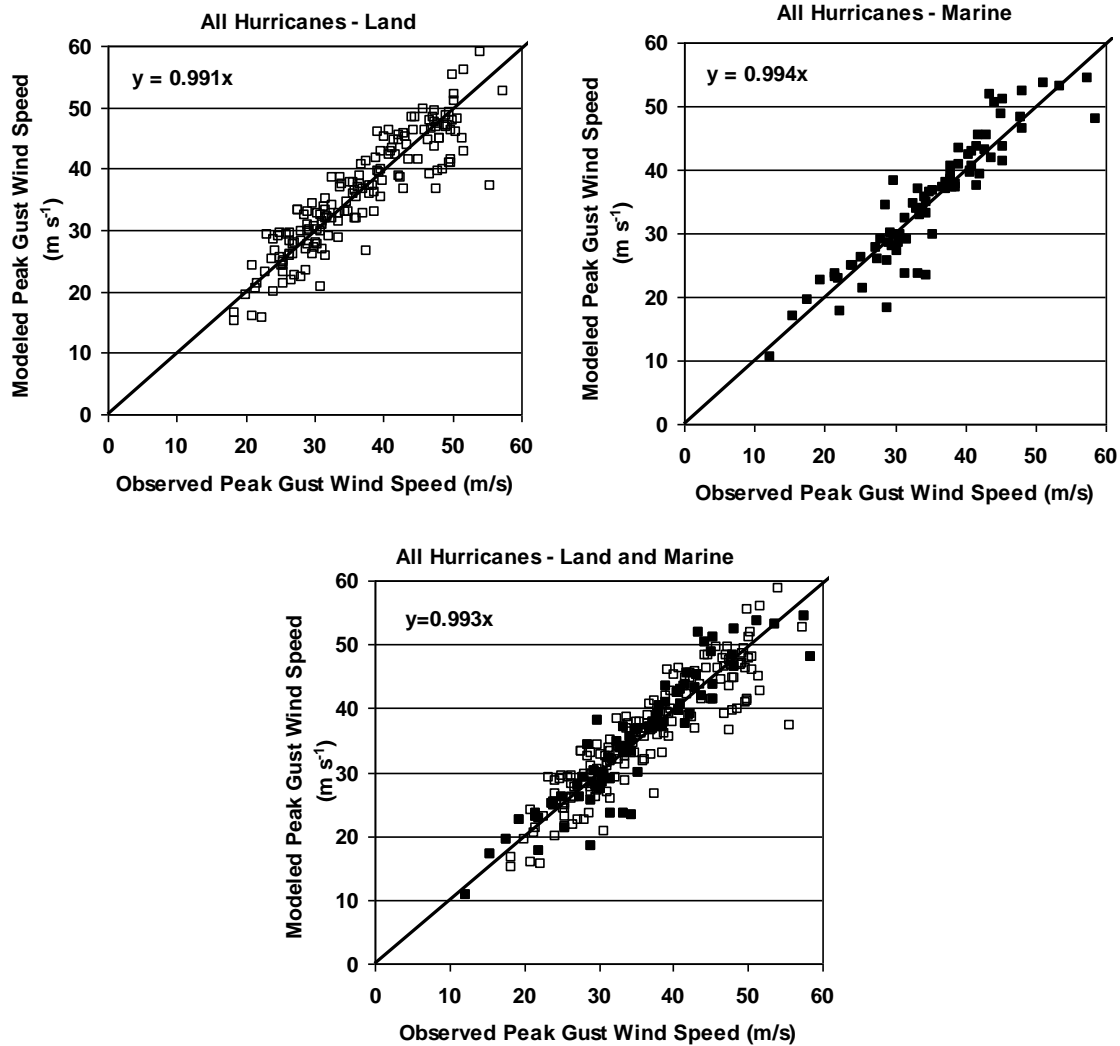 All Hurricanes - Land
60
50
40
30
20
10
0
y = 0.991x
Modeled Peak Gust Wind Speed
(m s-1)
0 10 20 30 40 50 60
Observed Peak Gust Wind Speed (m/s)
All Hurricanes - Marine
60
50
40
30
20
10
0
y = 0.994x
Modeled Peak Gust Wind Speed
(m s-1)
0 10 20 30 40 50 60
Observed Peak Gust Wind Speed (m/s)
All Hurricanes - Land and Marine
60
50
40
30
20
10
0
y=0.993x
Modeled Peak Gust Wind Speed
(m s-1)
0 10 20 30 40 50 60
Observed Peak Gust Wind Speed (m/s)